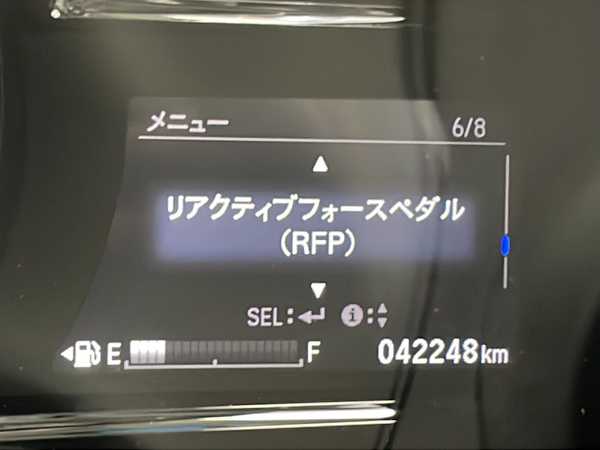 メニュー 6/8
▲
リアクティブフォースペダル
(RFP)
▼
SEL:↵ ⓘ:▲▼
◀⛽E F 042248km